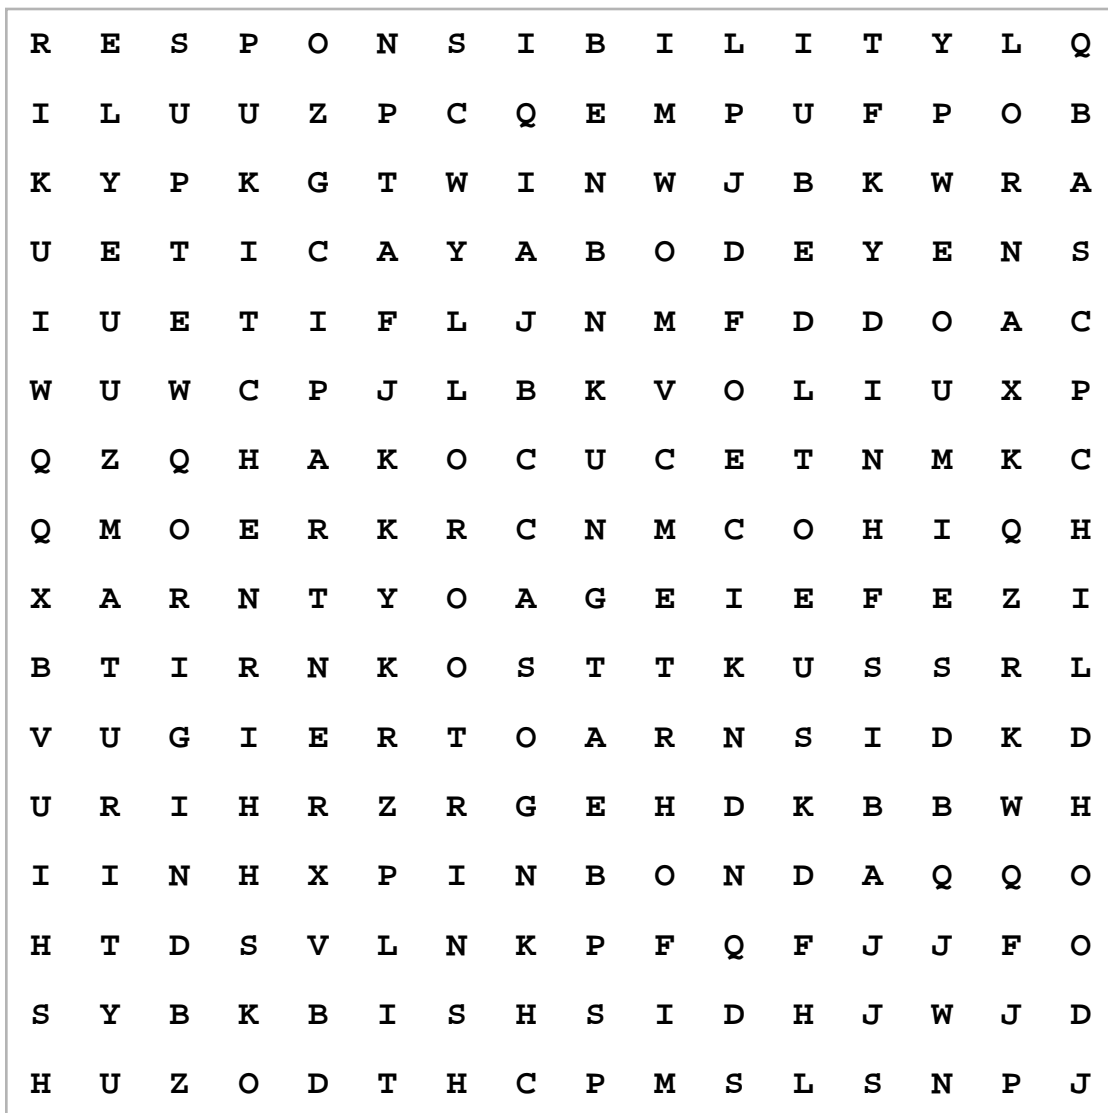 R E S P O N S I B I L I T Y L Q
I L U U Z P C Q E M P U F P O B
K Y P K G T W I N W J B K W R A
U E T I C A Y A B O D E Y E N S
I U E T I F L J N M F D D O A C
W U W C P J L B K V O L I U X P
Q Z Q H A K O C U C E T N M K C
Q M O E R K R C N M C O H I Q H
X A R N T Y O A G E I E F E Z I
B T I R N K O S T T K U S S R L
V U G I E R T O A R N S I D K D
U R I H R Z R G E H D K B B W H
I I N H X P I N B O N D A Q Q O
H T D S V L N K P F Q F J J F O
S Y B K B I S H S I D H J W J D
H U Z O D T H C P M S L S N P J